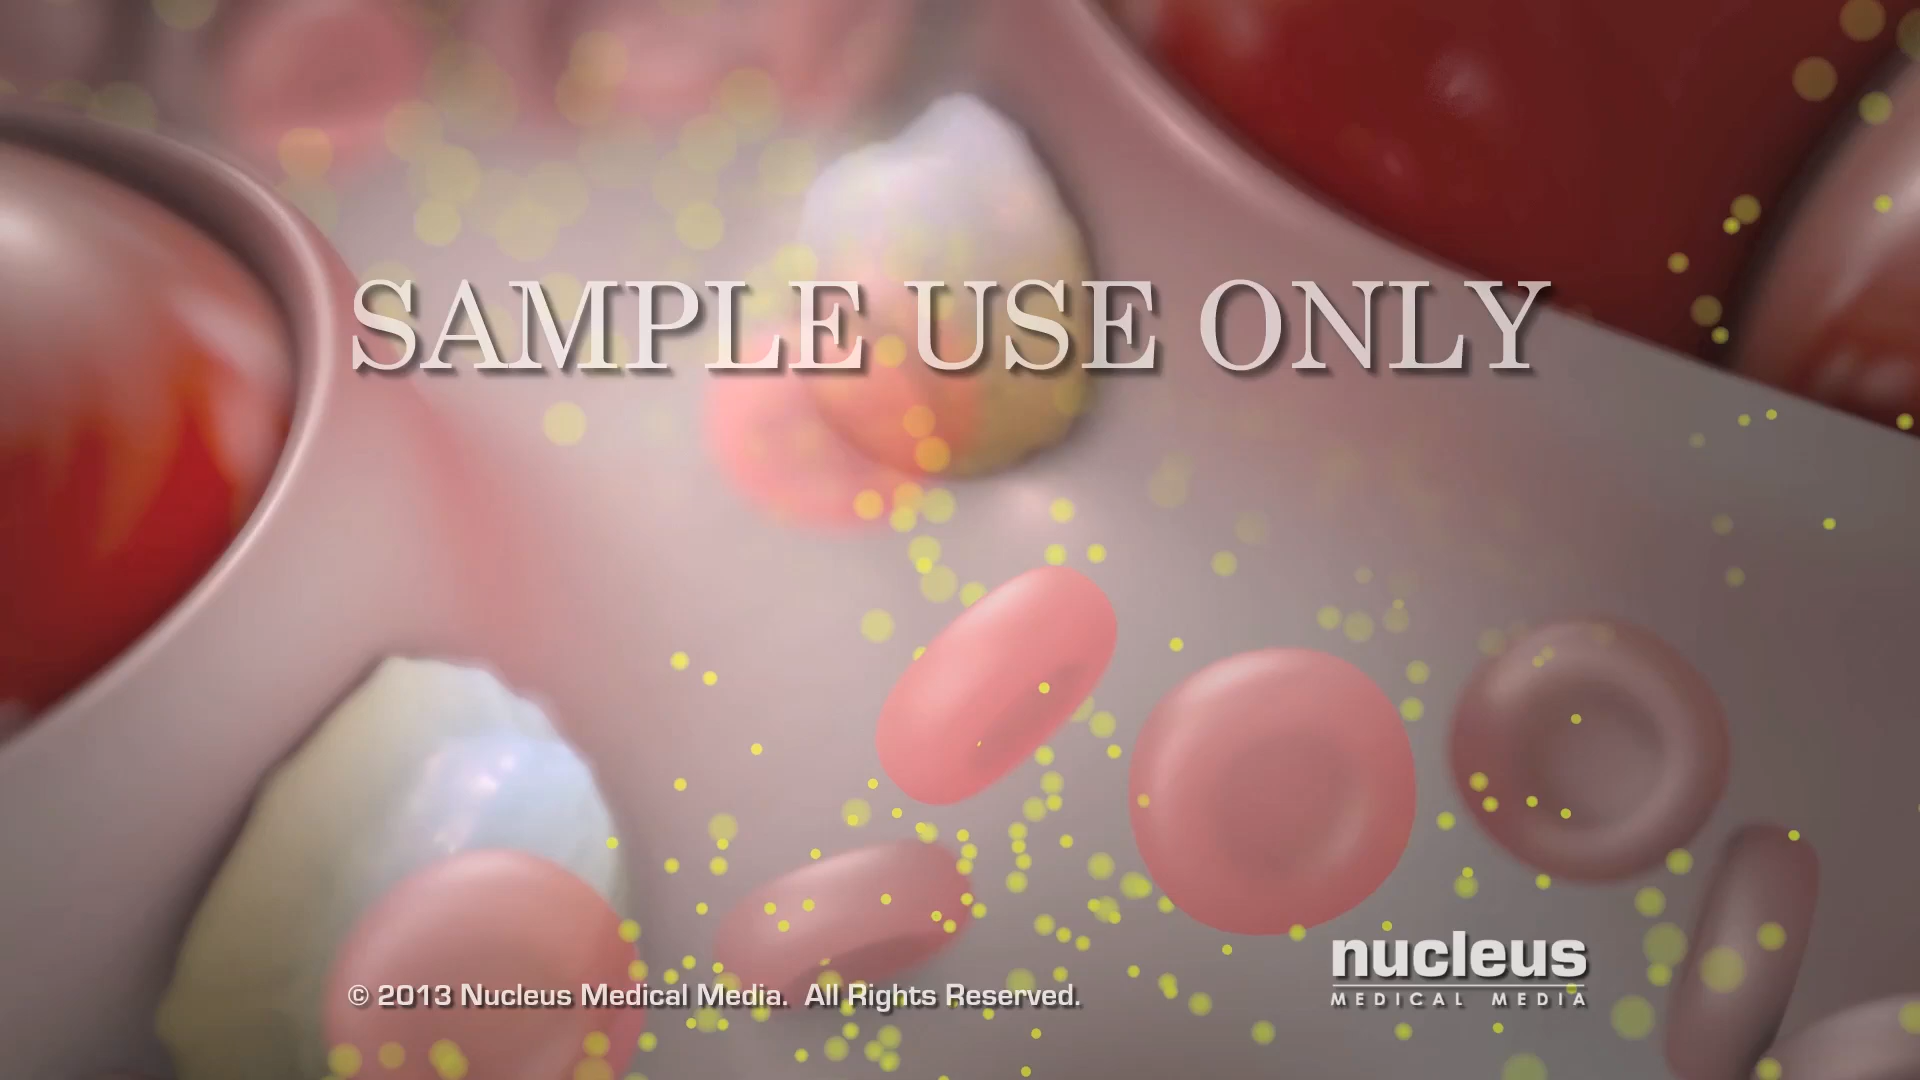 SAMPLE USE ONLY
© 2013 Nucleus Medical Media. All Rights Reserved.
nucleus
MEDICAL MEDIA